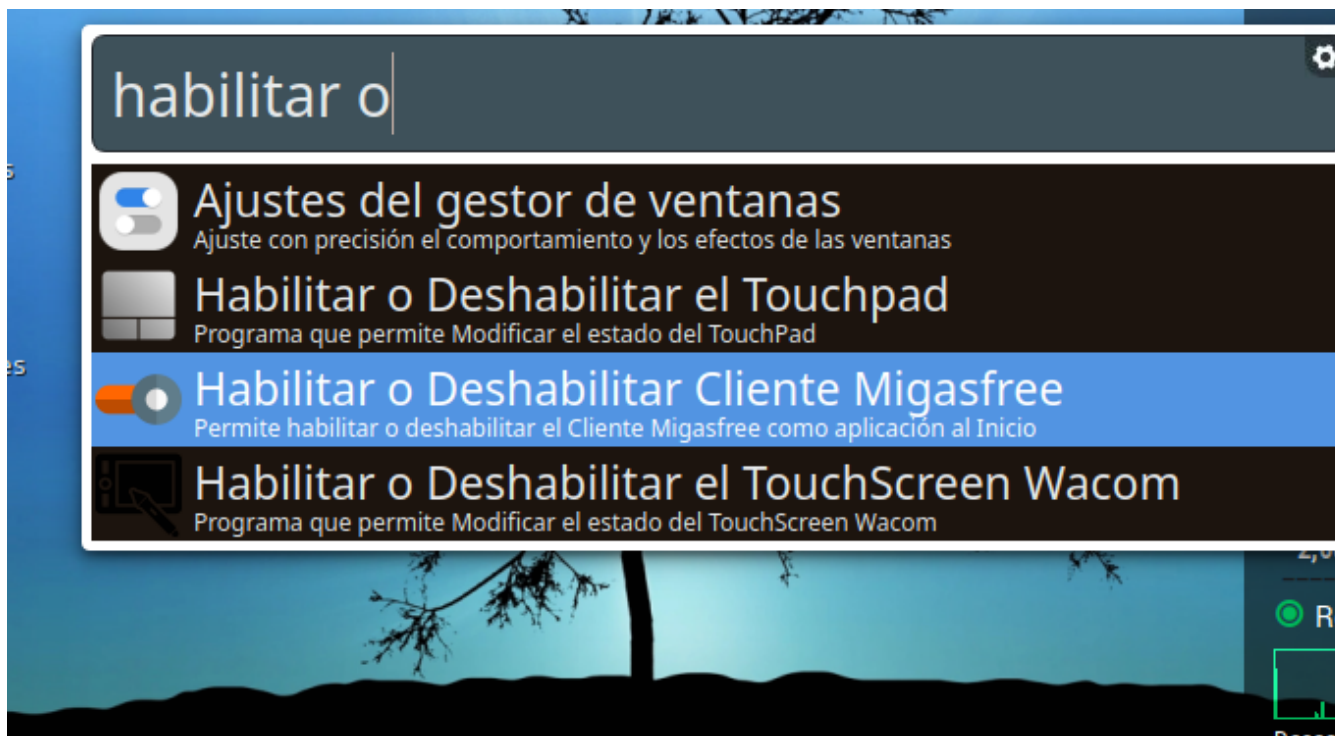 habilitar o
s
Ajustes del gestor de ventanas
Ajuste con precisión el comportamiento y los efectos de las ventanas
Habilitar o Deshabilitar el Touchpad
Programa que permite Modificar el estado del TouchPad
es
Habilitar o Deshabilitar Cliente Migasfree
Permite habilitar o deshabilitar el Cliente Migasfree como aplicación al Inicio
Habilitar o Deshabilitar el TouchScreen Wacom
Programa que permite Modificar el estado del TouchScreen Wacom
R